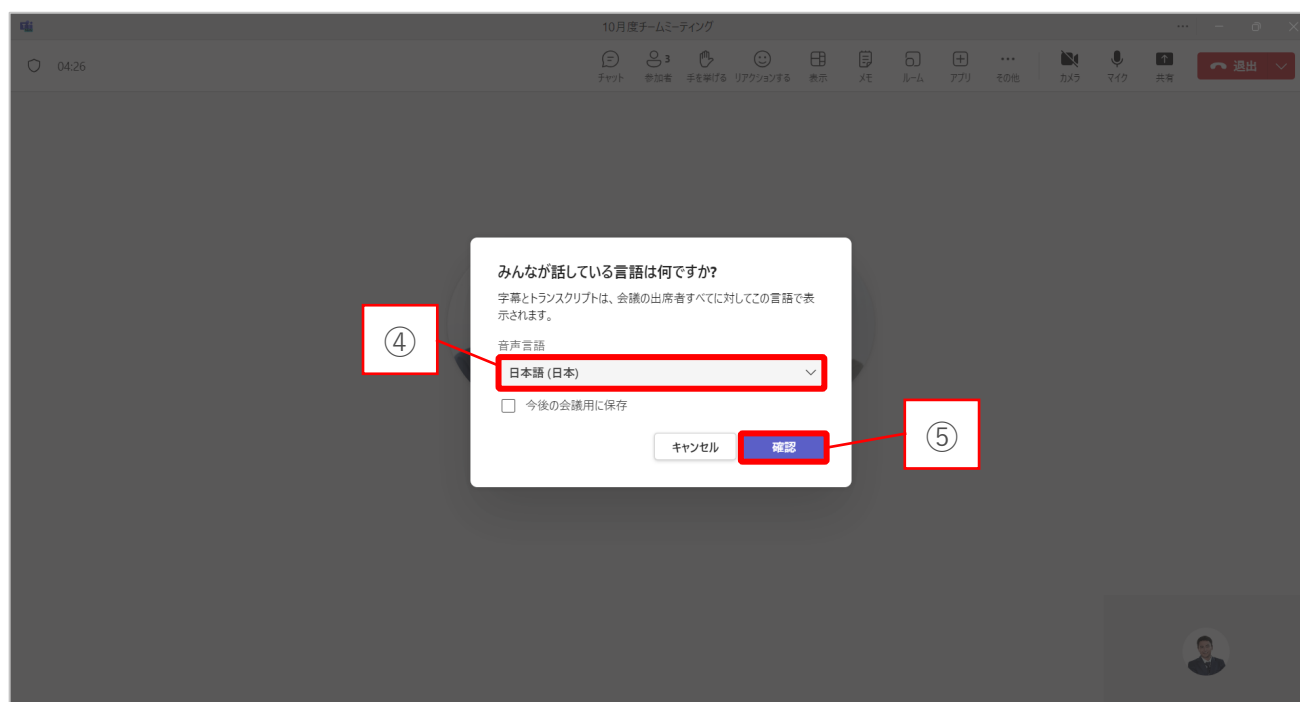 10月度チームミーティング
04:26
チャット
3
参加者
手を挙げる
リアクションする
表示
メモ
ルーム
アプリ
その他
カメラ
マイク
共有
退出
みんなが話している言語は何ですか?
字幕とトランスクリプトは、会議の出席者すべてに対してこの言語で表
示されます。
音声言語
④
日本語 (日本)
今後の会議用に保存
キャンセル
確認
⑤